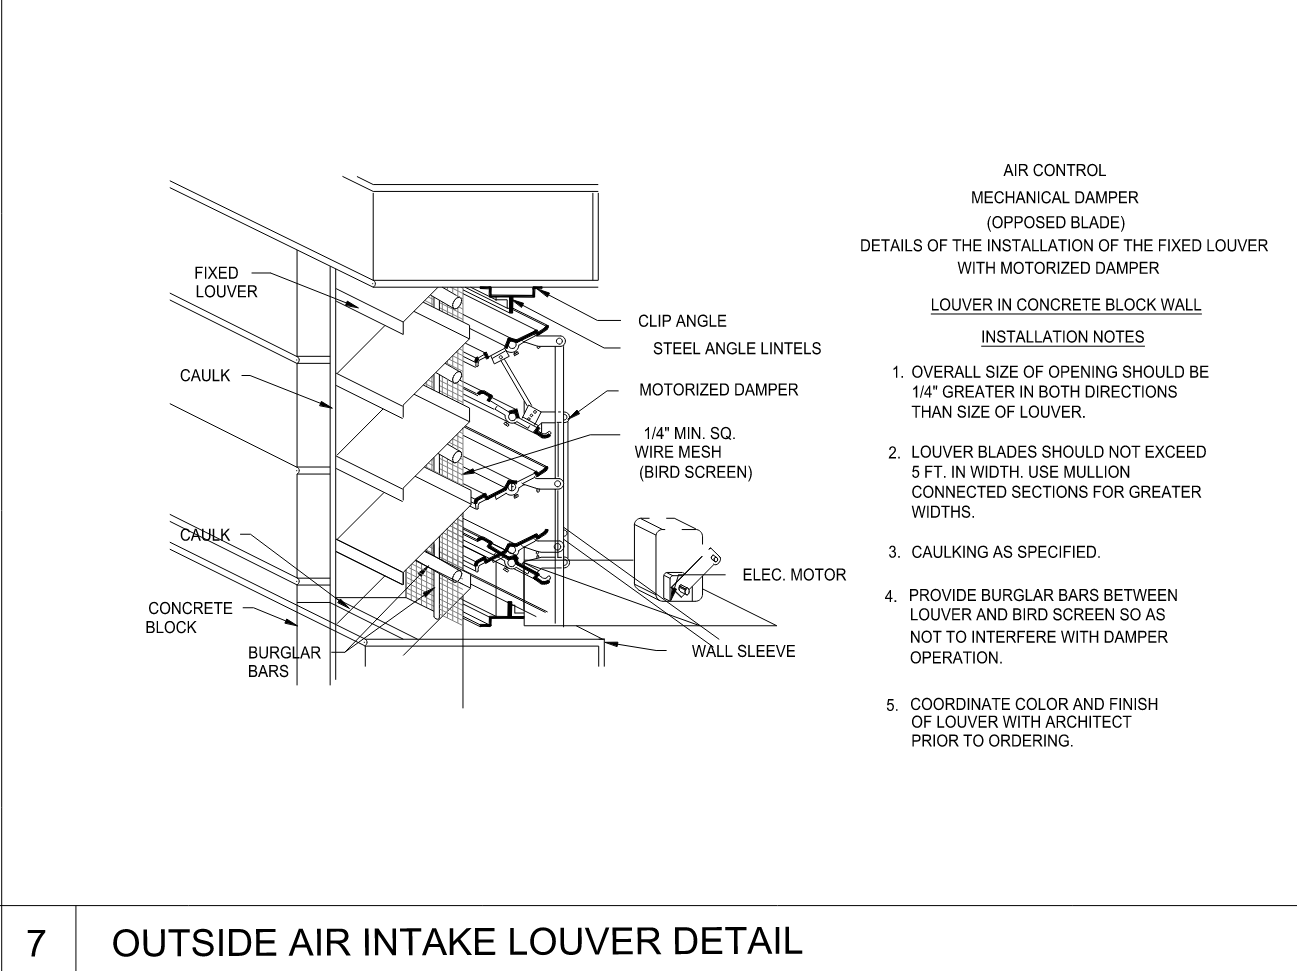 FIXED
LOUVER
CAULK
CAULK
CONCRETE
BLOCK
BURGLAR
BARS
CLIP ANGLE
STEEL ANGLE LINTELS
MOTORIZED DAMPER
1/4" MIN. SQ.
WIRE MESH
(BIRD SCREEN)
ELEC. MOTOR
WALL SLEEVE
AIR CONTROL
MECHANICAL DAMPER
(OPPOSED BLADE)
DETAILS OF THE INSTALLATION OF THE FIXED LOUVER
WITH MOTORIZED DAMPER
LOUVER IN CONCRETE BLOCK WALL
INSTALLATION NOTES
1. OVERALL SIZE OF OPENING SHOULD BE
1/4" GREATER IN BOTH DIRECTIONS
THAN SIZE OF LOUVER.
2. LOUVER BLADES SHOULD NOT EXCEED
5 FT. IN WIDTH. USE MULLION
CONNECTED SECTIONS FOR GREATER
WIDTHS.
3. CAULKING AS SPECIFIED.
4. PROVIDE BURGLAR BARS BETWEEN
LOUVER AND BIRD SCREEN SO AS
NOT TO INTERFERE WITH DAMPER
OPERATION.
5. COORDINATE COLOR AND FINISH
OF LOUVER WITH ARCHITECT
PRIOR TO ORDERING.
7 OUTSIDE AIR INTAKE LOUVER DETAIL